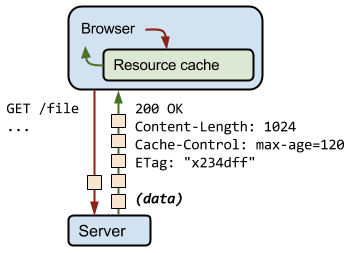 Browser
Resource cache
GET /file
...
200 OK
Content-Length: 1024
Cache-Control: max-age=120
ETag: "x234dff"
(data)
Server